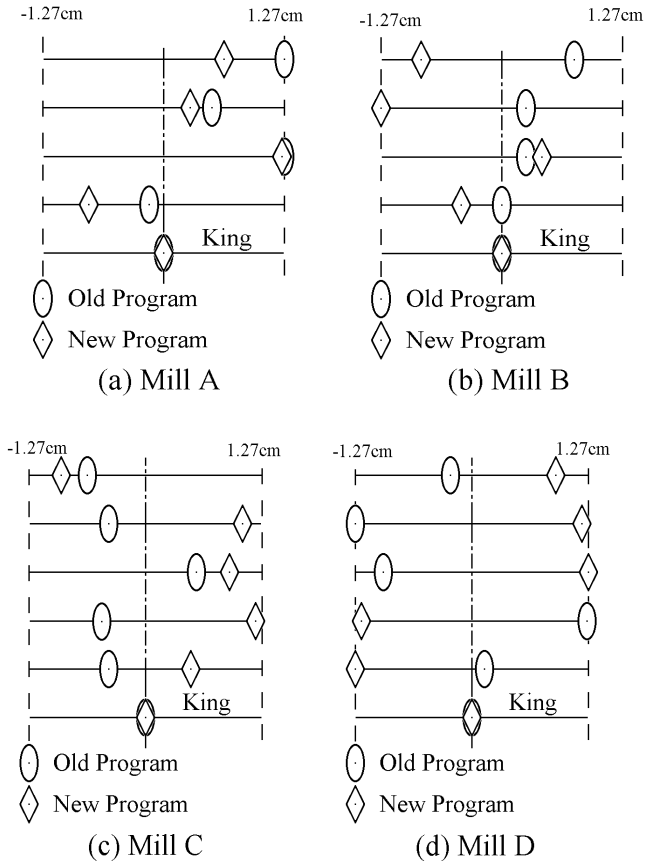 -1.27cm 1.27cm
King
Old Program
New Program
(a) Mill A
-1.27cm 1.27cm
King
Old Program
New Program
(b) Mill B
-1.27cm 1.27cm
King
Old Program
New Program
(c) Mill C
-1.27cm 1.27cm
King
Old Program
New Program
(d) Mill D